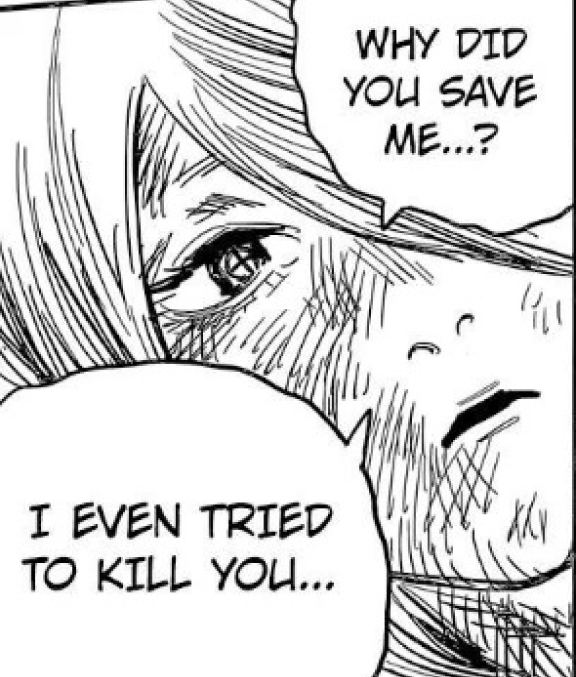 WHY DID
YOU SAVE
ME...?
I EVEN TRIED
TO KILL YOU...